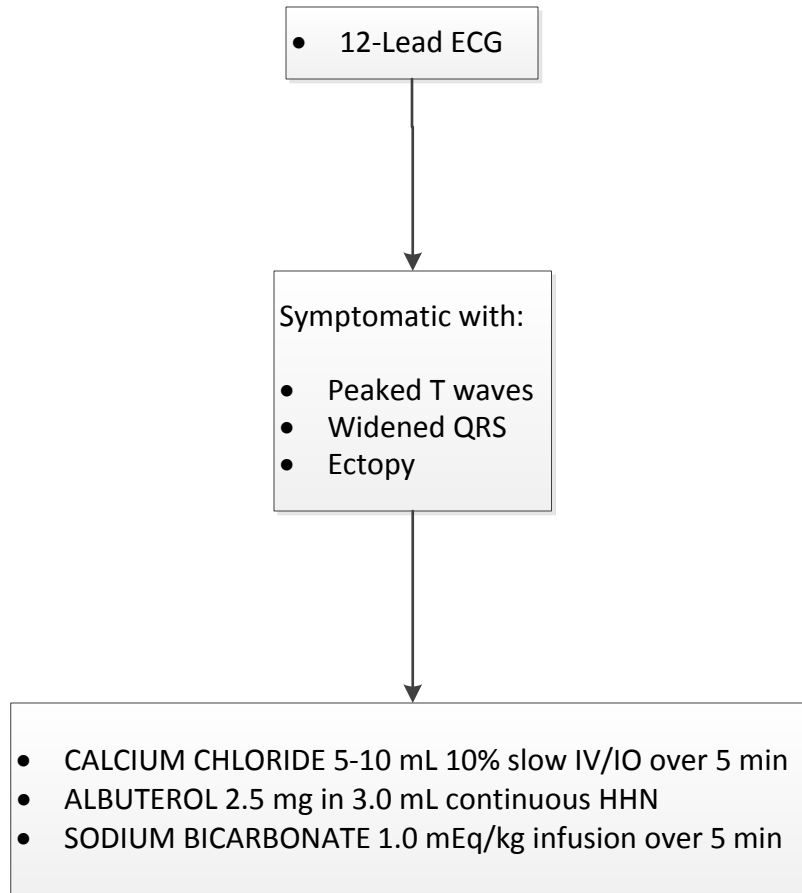 • 12-Lead ECG
Symptomatic with:
• Peaked T waves
• Widened QRS
• Ectopy
• CALCIUM CHLORIDE 5-10 mL 10% slow IV/IO over 5 min
• ALBUTEROL 2.5 mg in 3.0 mL continuous HHN
• SODIUM BICARBONATE 1.0 mEq/kg infusion over 5 min